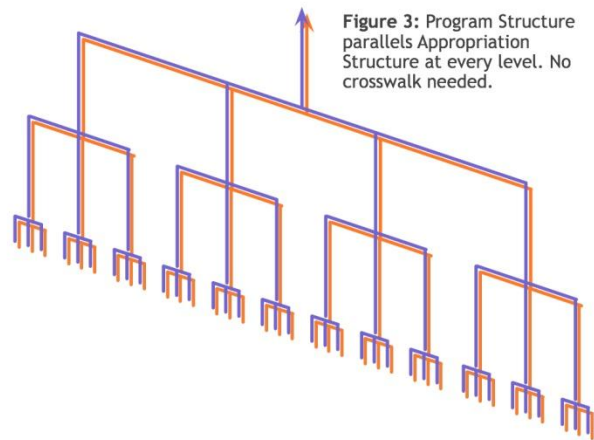 Figure 3: Program Structure
parallels Appropriation
Structure at every level. No
crosswalk needed.